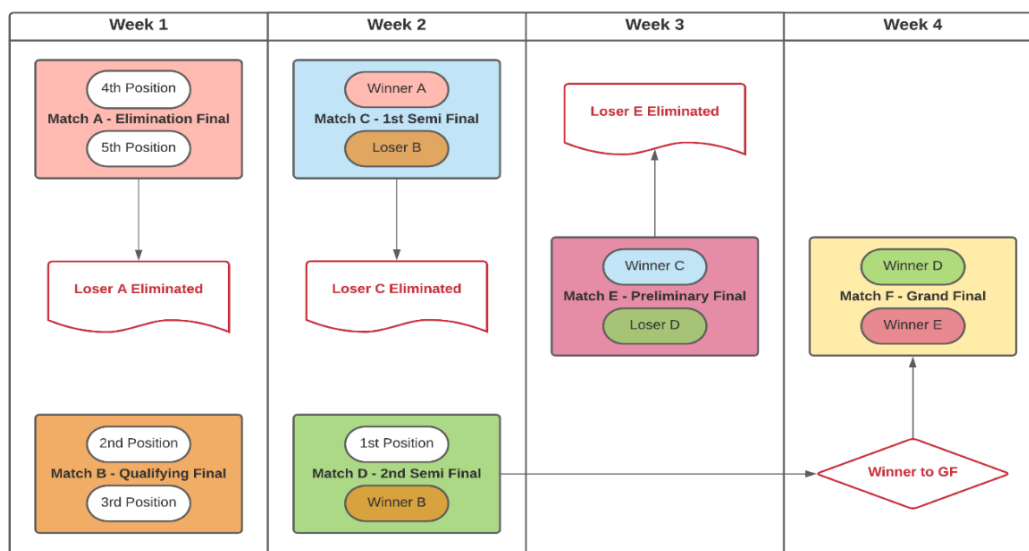 Week 1
Week 2
Week 3
Week 4
4th Position
Match A - Elimination Final
5th Position
Loser A Eliminated
2nd Position
Match B - Qualifying Final
3rd Position
Winner A
Match C - 1st Semi Final
Loser B
Loser C Eliminated
1st Position
Match D - 2nd Semi Final
Winner B
Loser E Eliminated
Winner C
Match E - Preliminary Final
Loser D
Winner D
Match F - Grand Final
Winner E
Winner to GF